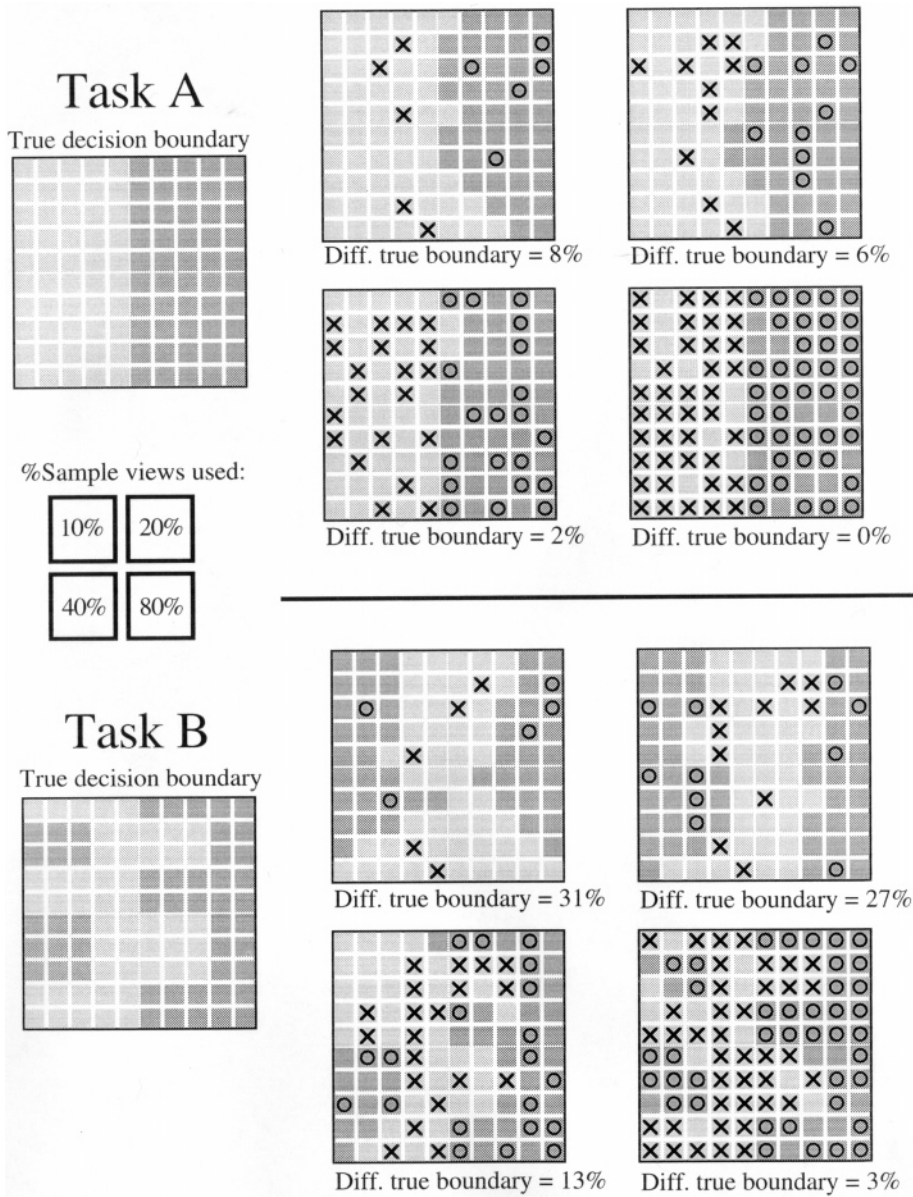 Task A
True decision boundary
Diff. true boundary = 8%
Diff. true boundary = 6%
Diff. true boundary = 2%
Diff. true boundary = 0%
%Sample views used:
10% 20%
40% 80%
Task B
True decision boundary
Diff. true boundary = 31%
Diff. true boundary = 27%
Diff. true boundary = 13%
Diff. true boundary = 3%